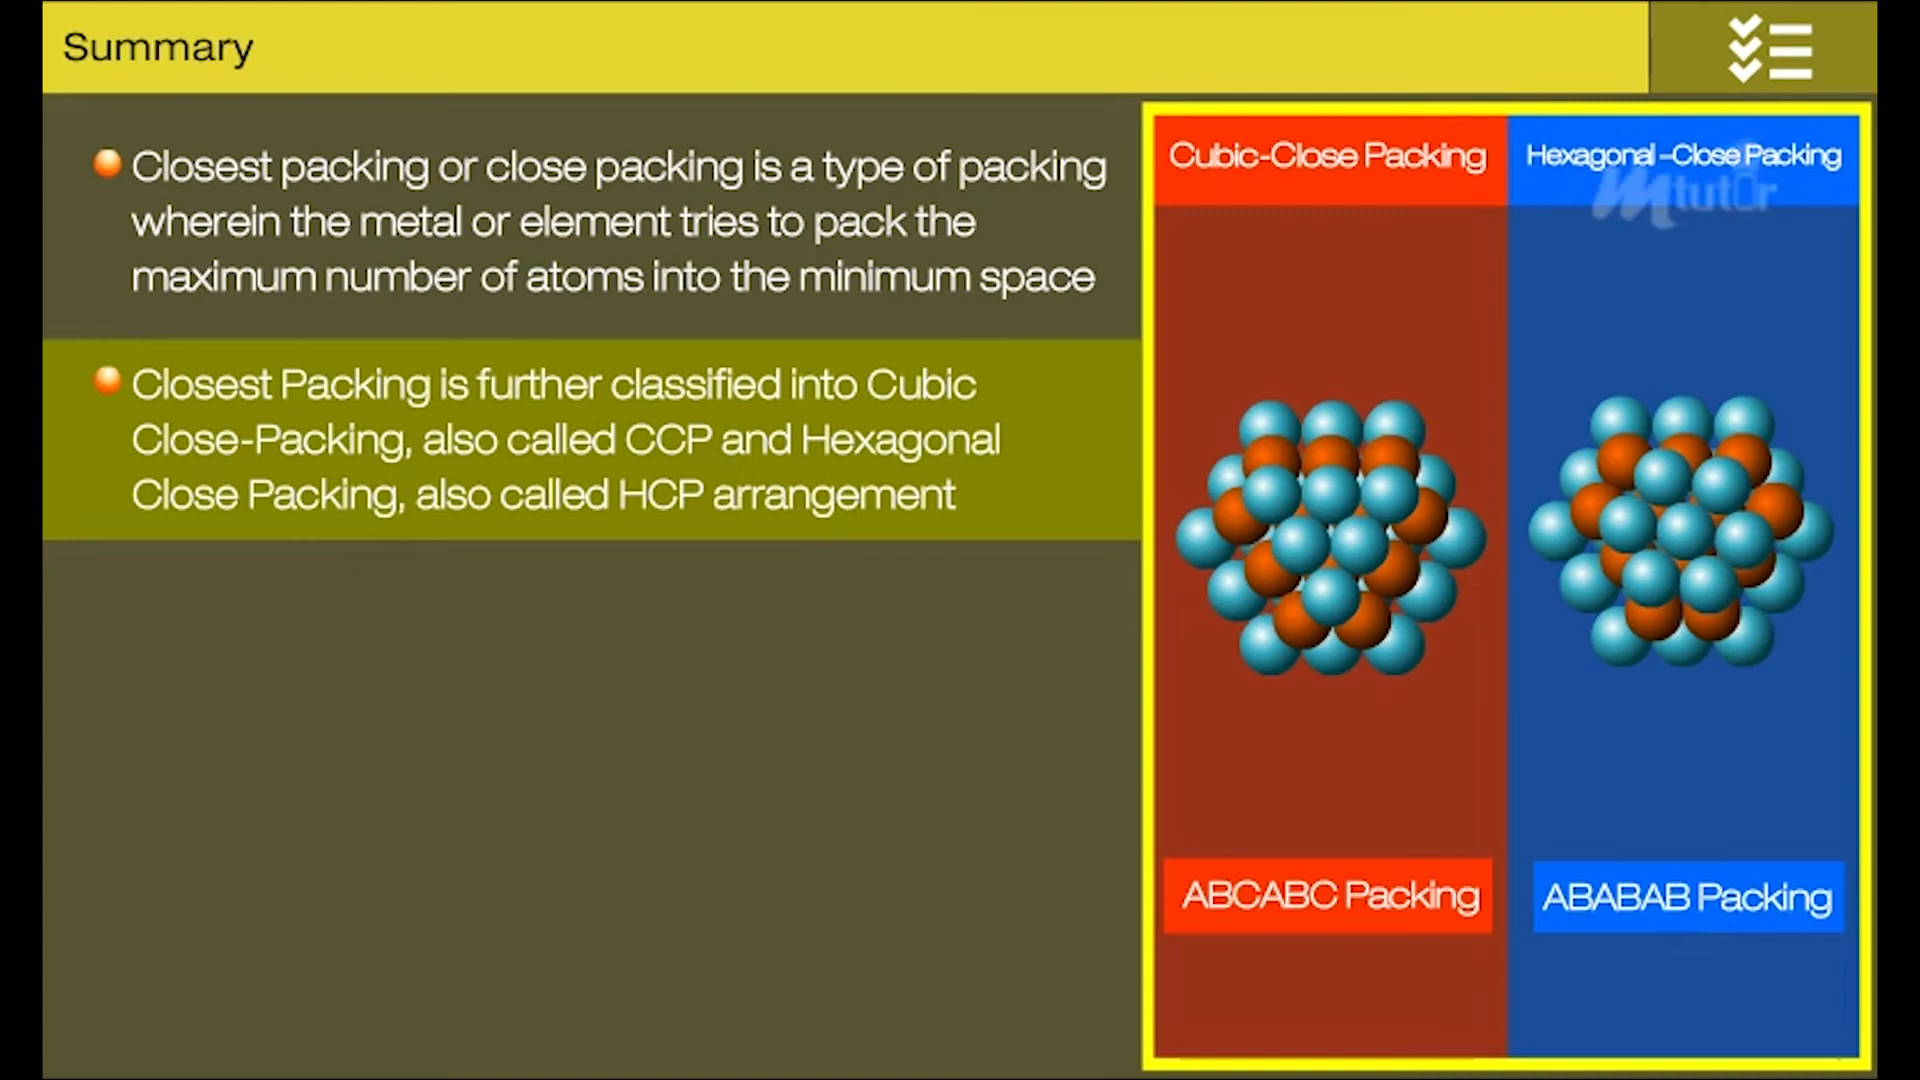 Summary
Closest packing or close packing is a type of packing
wherein the metal or element tries to pack the
maximum number of atoms into the minimum space
Closest Packing is further classified into Cubic
Close-Packing, also called CCP and Hexagonal
Close Packing, also called HCP arrangement
Cubic-Close Packing
Hexagonal –Close Packing
Mtutor
ABCABC Packing
ABABAB Packing